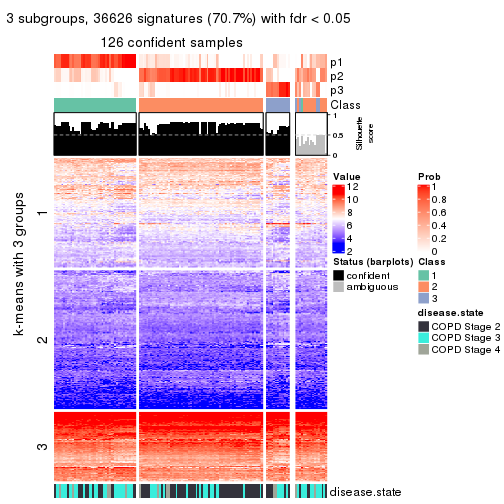 3 subgroups, 36626 signatures (70.7%) with fdr < 0.05
126 confident samples
p1
p2
p3
Class
1
0.5
0
Silhouette
score
k-means with 3 groups
1
2
3
disease.state
Value
12
10
8
6
4
2
Prob
1
0.8
0.6
0.4
0.2
0
Status (barplots)
confident
ambiguous
Class
1
2
3
disease.state
COPD Stage 2
COPD Stage 3
COPD Stage 4